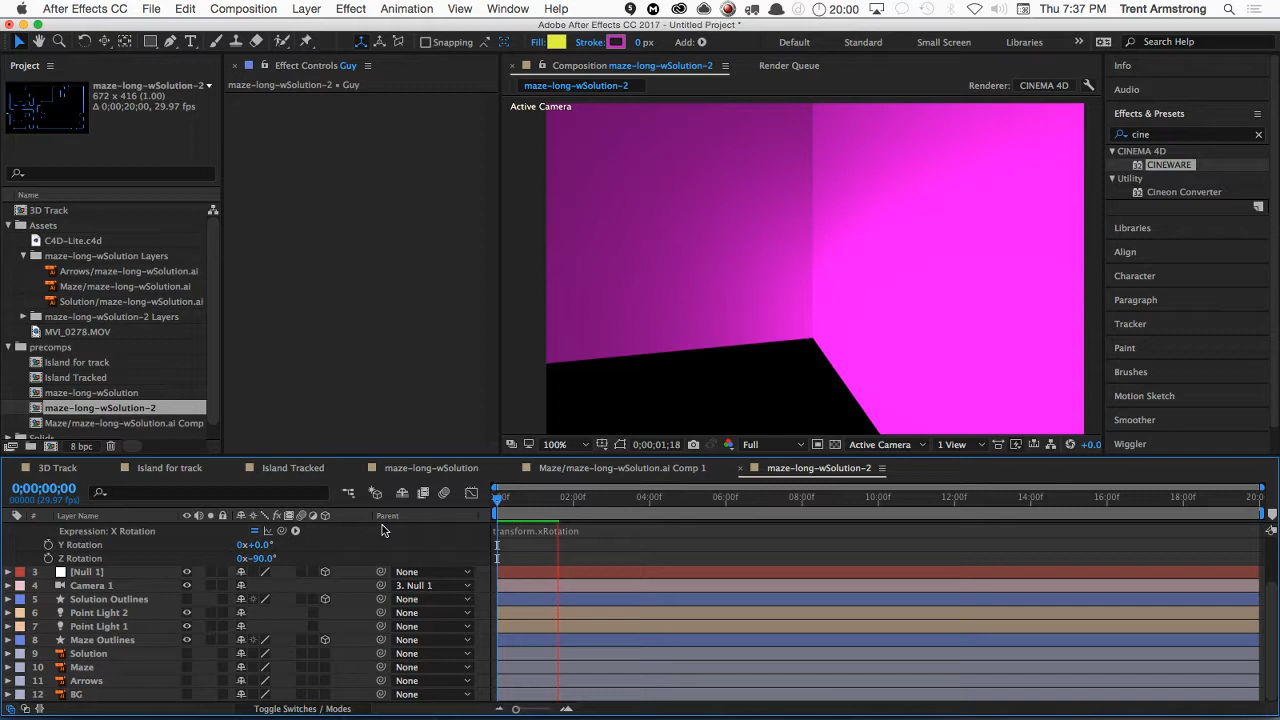 After Effects CC File Edit Composition Layer Effect Animation View Window Help 20:00 Thu 7:37 PM Trent Armstrong
Adobe After Effects CC 2017 - Untitled Project *
Snapping Fill: Stroke: 0 px Add: Default Standard Small Screen Libraries Search Help
Project
maze-long-wSolution-2
672 x 416 (1.00)
Δ 0;00;20;00, 29.97 fps
Name
3D Track
Assets
C4D-Lite.c4d
maze-long-wSolution Layers
Arrows/maze-long-wSolution.ai
Maze/maze-long-wSolution.ai
Solution/maze-long-wSolution.ai
maze-long-wSolution-2 Layers
MVI_0278.MOV
precomps
Island for track
Island Tracked
maze-long-wSolution
maze-long-wSolution-2
Maze/maze-long-wSolution.ai Comp
Solids
8 bpc
Effect Controls Guy
maze-long-wSolution-2 • Guy
Composition maze-long-wSolution-2
Render Queue
maze-long-wSolution-2
Renderer: CINEMA 4D
Active Camera
100% 0;00;01;18 Full Active Camera 1 View +0.0
Info
Audio
Effects & Presets
cine
CINEMA 4D
CINEWARE
Utility
Cineon Converter
Libraries
Align
Character
Paragraph
Tracker
Paint
Brushes
Motion Sketch
Smoother
Wiggler
3D Track Island for track Island Tracked maze-long-wSolution Maze/maze-long-wSolution.ai Comp 1 maze-long-wSolution-2
0;00;00;00
00000 (29.97 fps)
02:00f 04:00f 06:00f 08:00f 10:00f 12:00f 14:00f 16:00f 18:00f
# Layer Name Parent
Expression: X Rotation transform.xRotation
Y Rotation 0x+0.0°
Z Rotation 0x-90.0°
3 [Null 1] None
4 Camera 1 3. Null 1
5 Solution Outlines None
6 Point Light 2 None
7 Point Light 1 None
8 Maze Outlines None
9 Solution None
10 Maze None
11 Arrows None
12 BG None
Toggle Switches / Modes